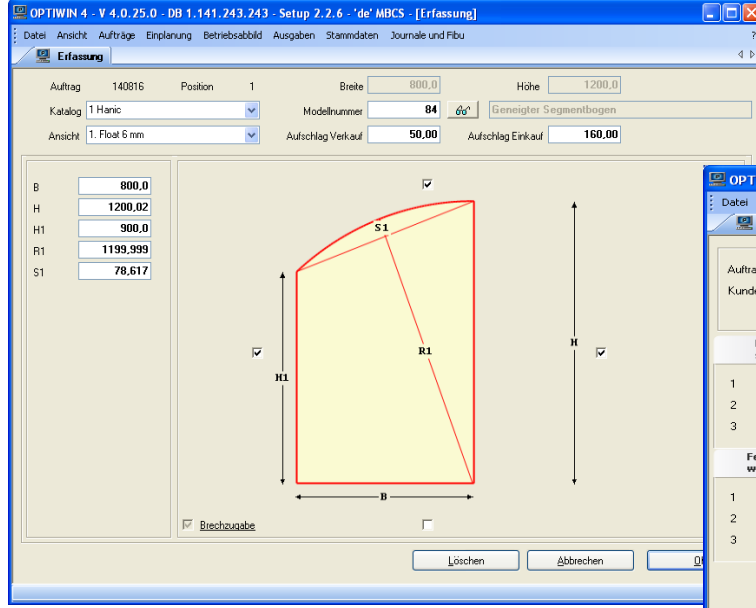 OPTIWIN 4 - V 4.0.25.0 - DB 1.141.243.243 - Setup 2.2.6 - 'de' MBCS - [Erfassung]
Datei Ansicht Aufträge Einplanung Betriebsabbild Ausgaben Stammdaten Journale und Fibu ?
Erfassung
Auftrag 140816 Position 1 Breite 800,0 Höhe 1200,0
Katalog 1 Hanic Modellnummer 84 Geneigter Segmentbogen
Ansicht 1. Float 6 mm Aufschlag Verkauf 50,00 Aufschlag Einkauf 160,00
B 800,0
H 1200,02
H1 900,0
R1 1199,999
S1 78,617
S1
R1
H
H1
B
Brechzugabe
Löschen Abbrechen
OPTI
Datei
Auftra
Kund
1
2
3
Fe
w
1
2
3